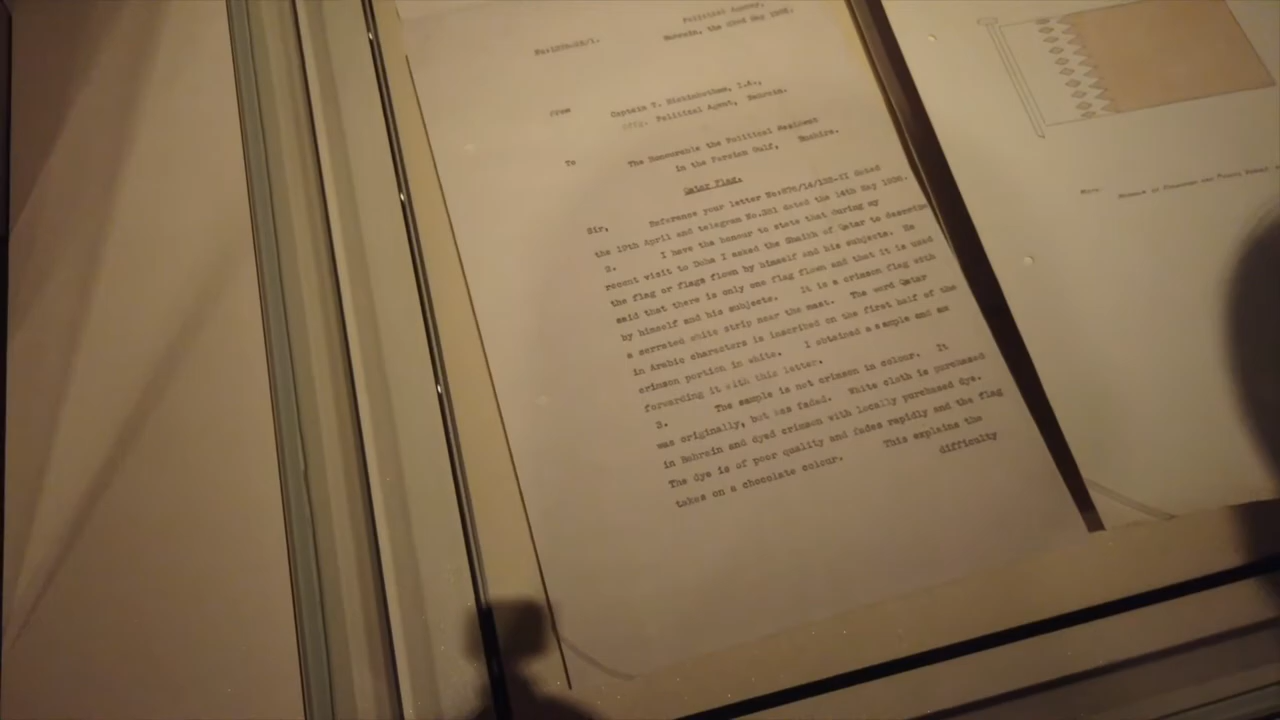 Political Agency,
Bahrein, the 22nd May 1936.
From Captain T. Hickinbotham, I.A.,
Offg. Political Agent, Bahrein.
To The Honourable the Political Resident
in the Persian Gulf, Bushire.
Qatar Flag.
Sir, Reference your letter
the 19th April and telegram No.351 dated the 14th May 1936.
2. I have the honour to state that during my
recent visit to Doha I asked the Shaikh of Qatar to describe
the flag or flags flown by himself and his subjects. He
said that there is only one flag flown and that it is used
by himself and his subjects. It is a crimson flag with
a serrated white strip near the mast. The word Qatar
in Arabic characters is inscribed on the first half of the
crimson portion in white. I obtained a sample and am
forwarding it with this letter.
3. The sample is not crimson in colour. It
was originally, but has faded. White cloth is purchased
in Bahrein and dyed crimson with locally purchased dye.
The dye is of poor quality and fades rapidly and the flag
takes on a chocolate colour. This explains the
difficulty